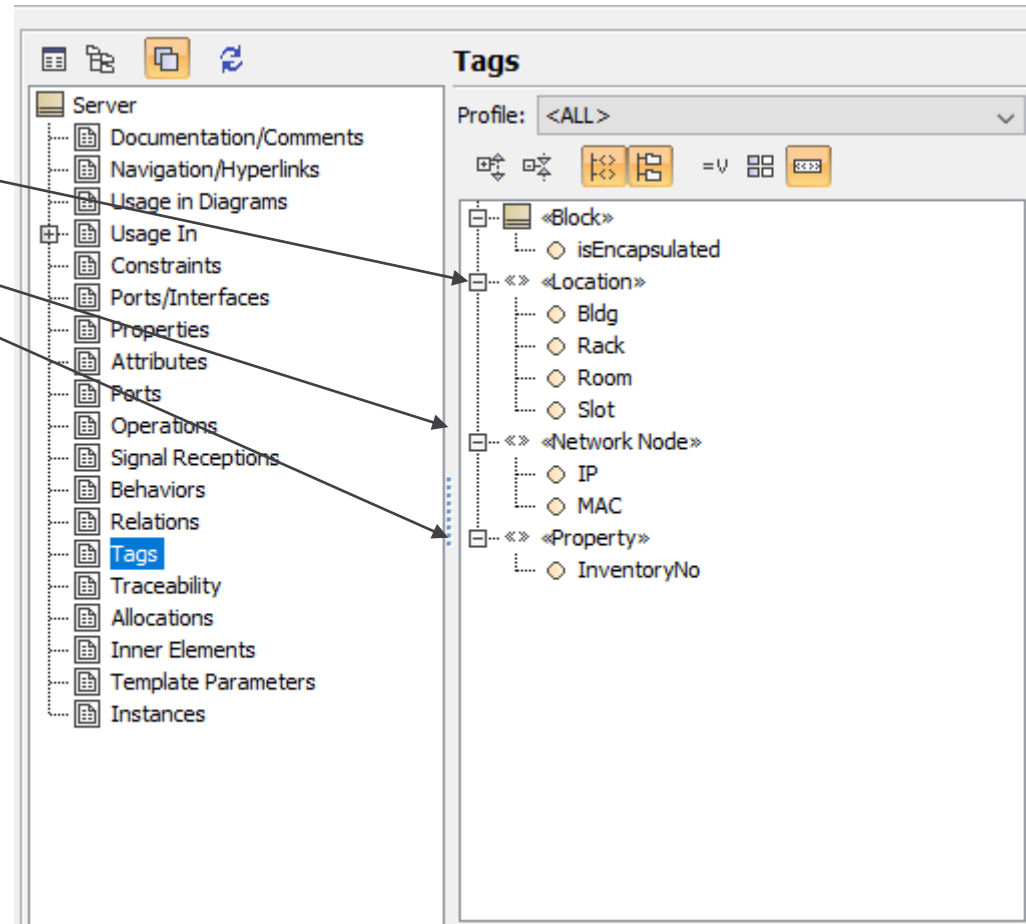 Server
Documentation/Comments
Navigation/Hyperlinks
Usage in Diagrams
Usage In
Constraints
Ports/Interfaces
Properties
Attributes
Ports
Operations
Signal Receptions
Behaviors
Relations
Tags
Traceability
Allocations
Inner Elements
Template Parameters
Instances
Tags
Profile: <ALL>
=V
«Block»
isEncapsulated
«» «Location»
Bldg
Rack
Room
Slot
«» «Network Node»
IP
MAC
«» «Property»
InventoryNo